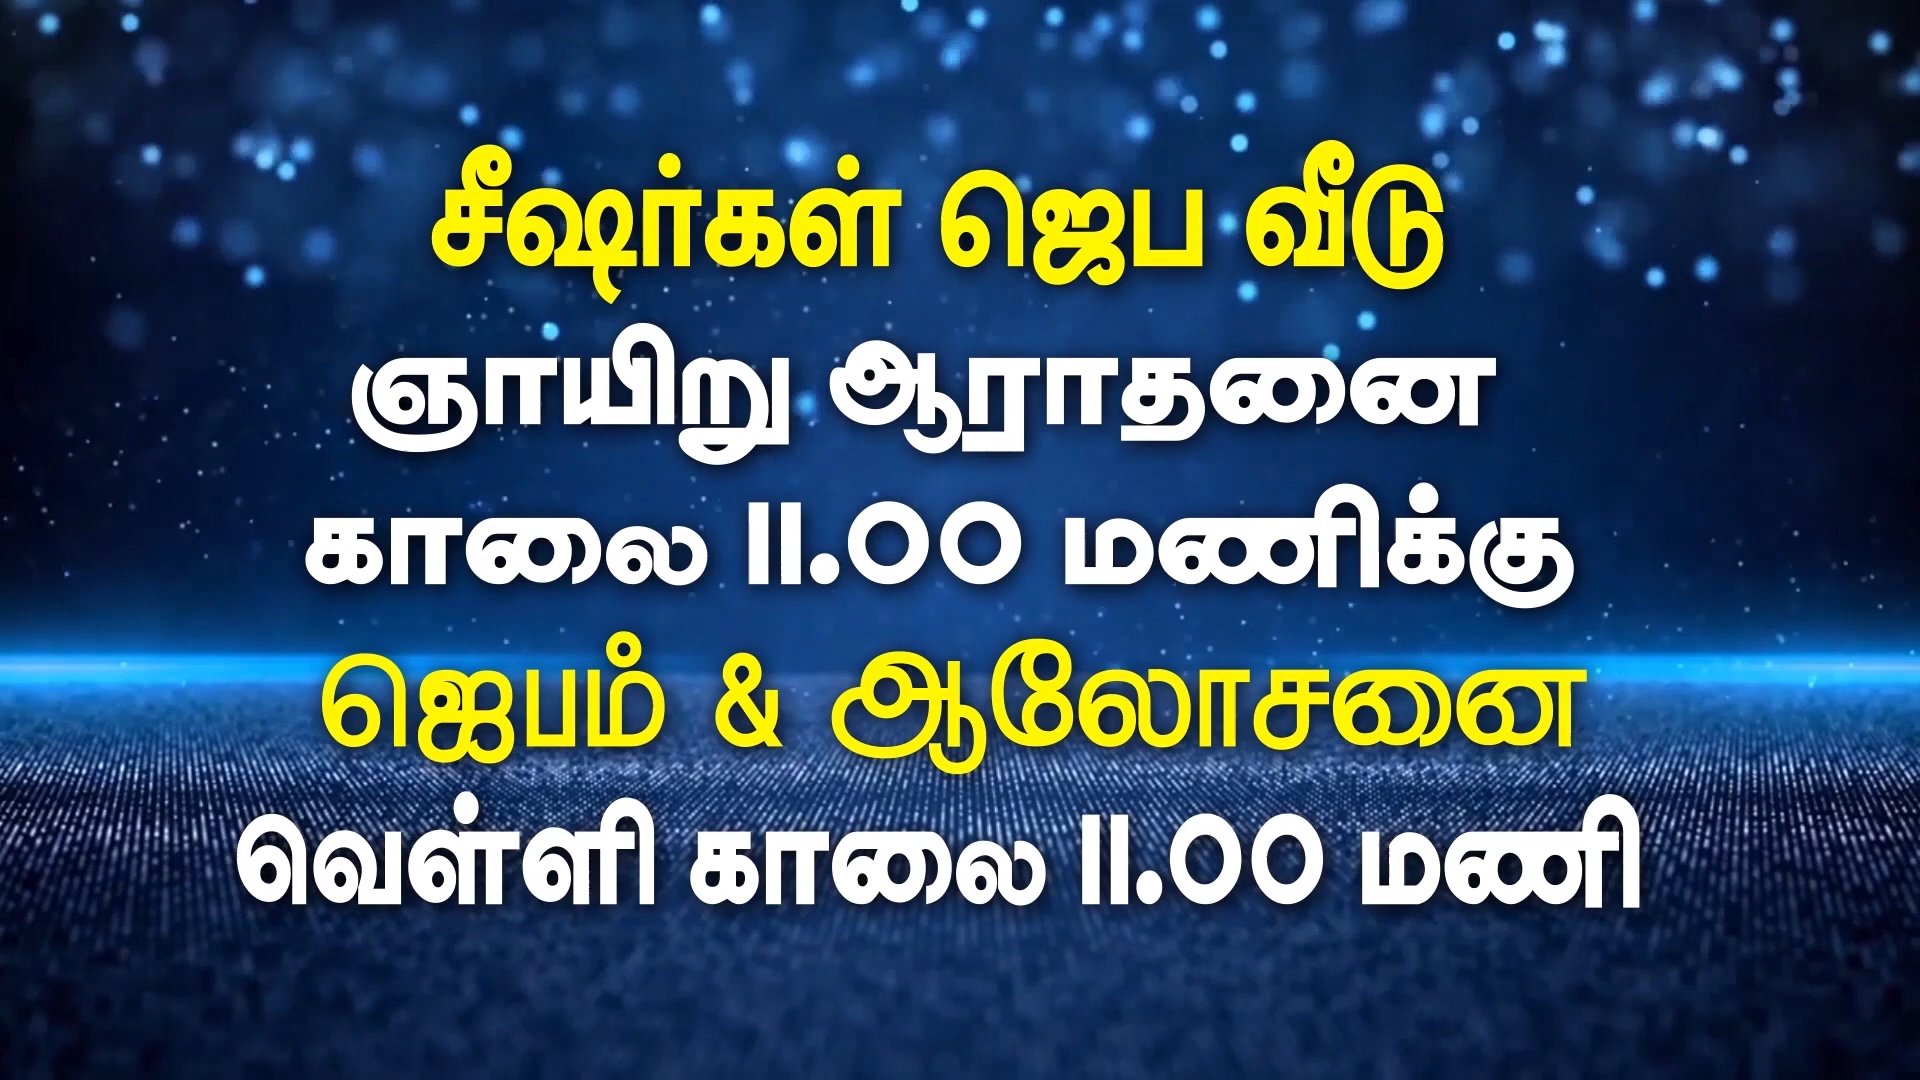 சீஷர்கள் ஜெப வீடு
ஞாயிறு ஆராதனை
காலை 11.00 மணிக்கு
ஜெபம் & ஆலோசனை
வெள்ளி காலை 11.00 மணி